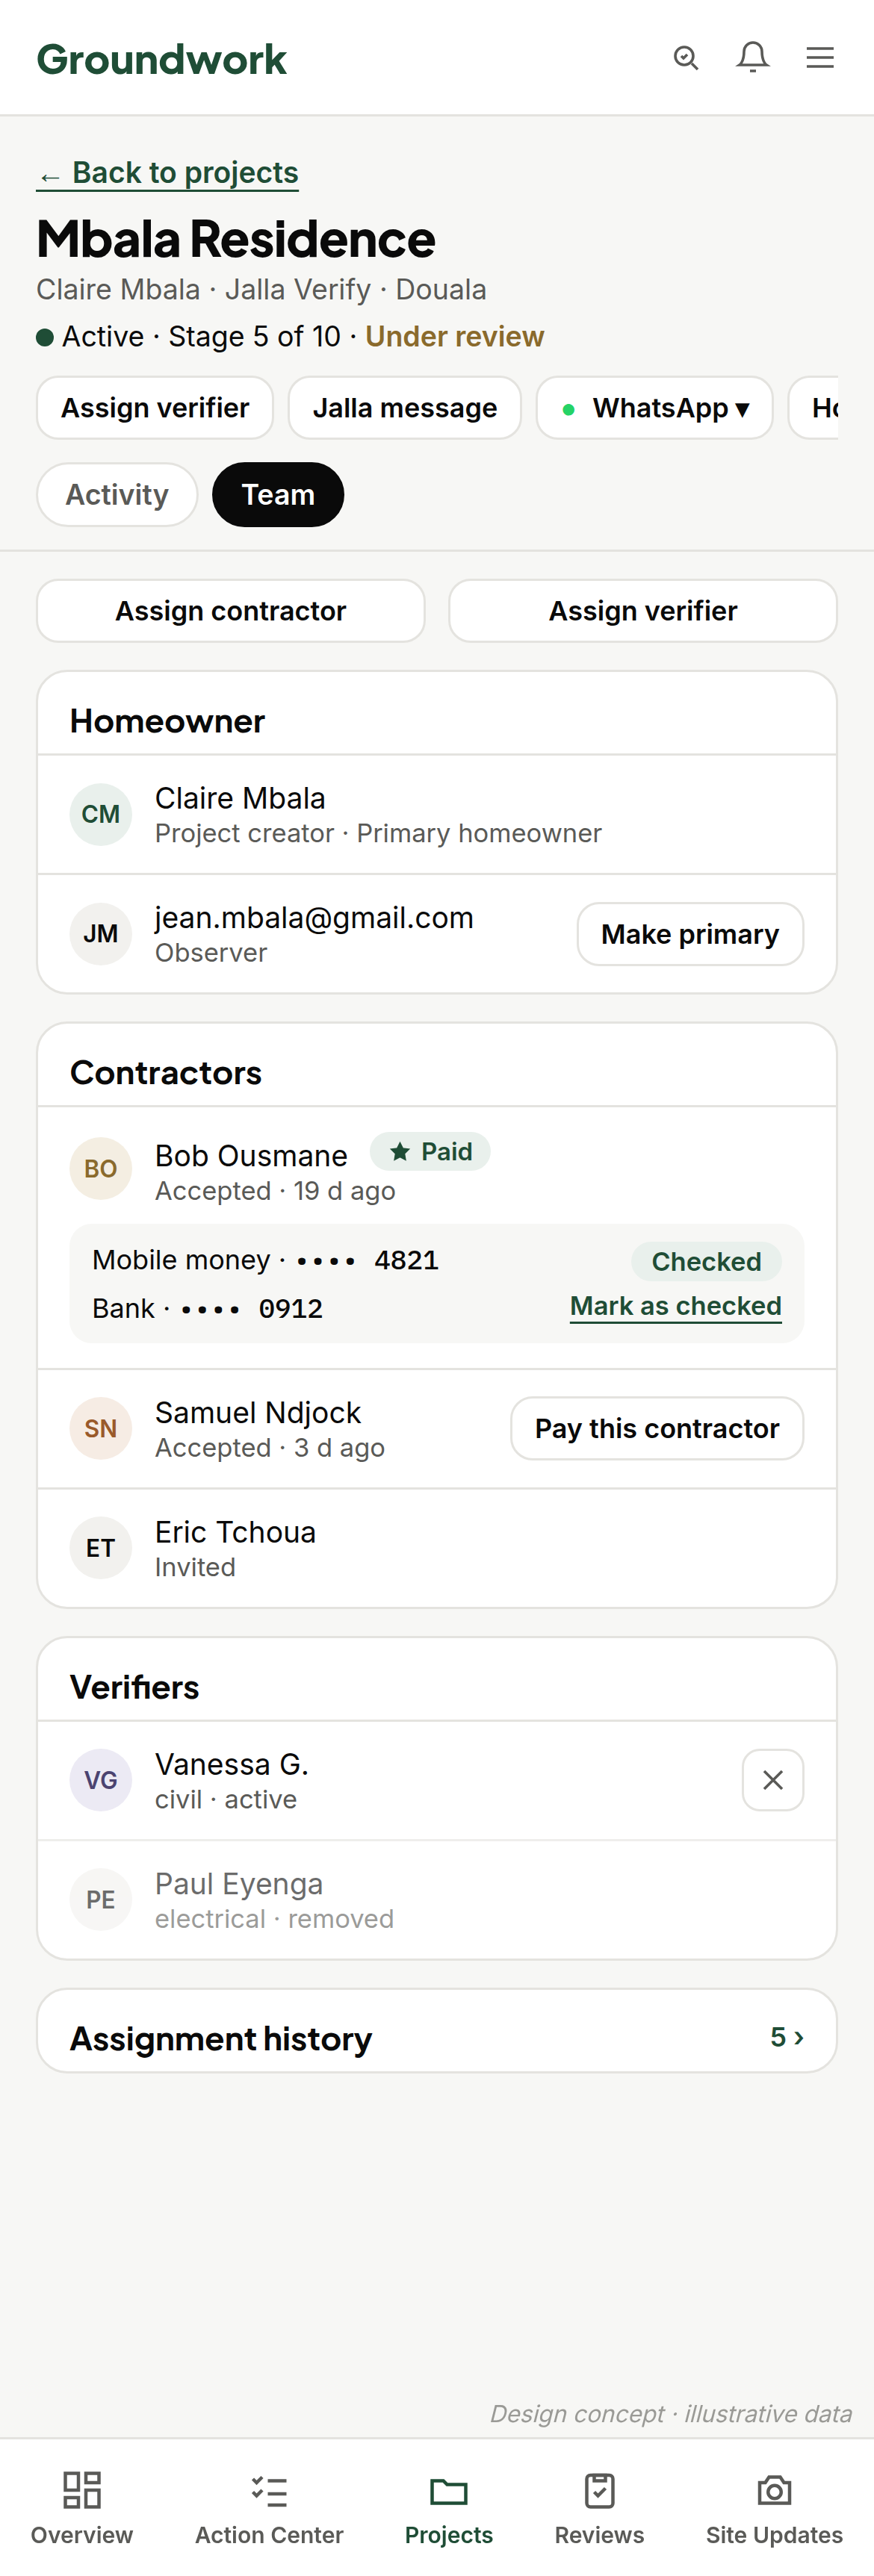 Groundwork
← Back to projects
Mbala Residence
Claire Mbala · Jalla Verify · Douala
Active · Stage 5 of 10 · Under review
Assign verifier
Jalla message
WhatsApp ▾
Activity
Team
Assign contractor
Assign verifier
Homeowner
CM
Claire Mbala
Project creator · Primary homeowner
JM
jean.mbala@gmail.com
Observer
Make primary
Contractors
BO
Bob Ousmane
★ Paid
Accepted · 19 d ago
Mobile money · •••• 4821
Checked
Bank · •••• 0912
Mark as checked
SN
Samuel Ndjock
Accepted · 3 d ago
Pay this contractor
ET
Eric Tchoua
Invited
Verifiers
VG
Vanessa G.
civil · active
PE
Paul Eyenga
electrical · removed
Assignment history
5 ›
Design concept · illustrative data
Overview
Action Center
Projects
Reviews
Site Updates